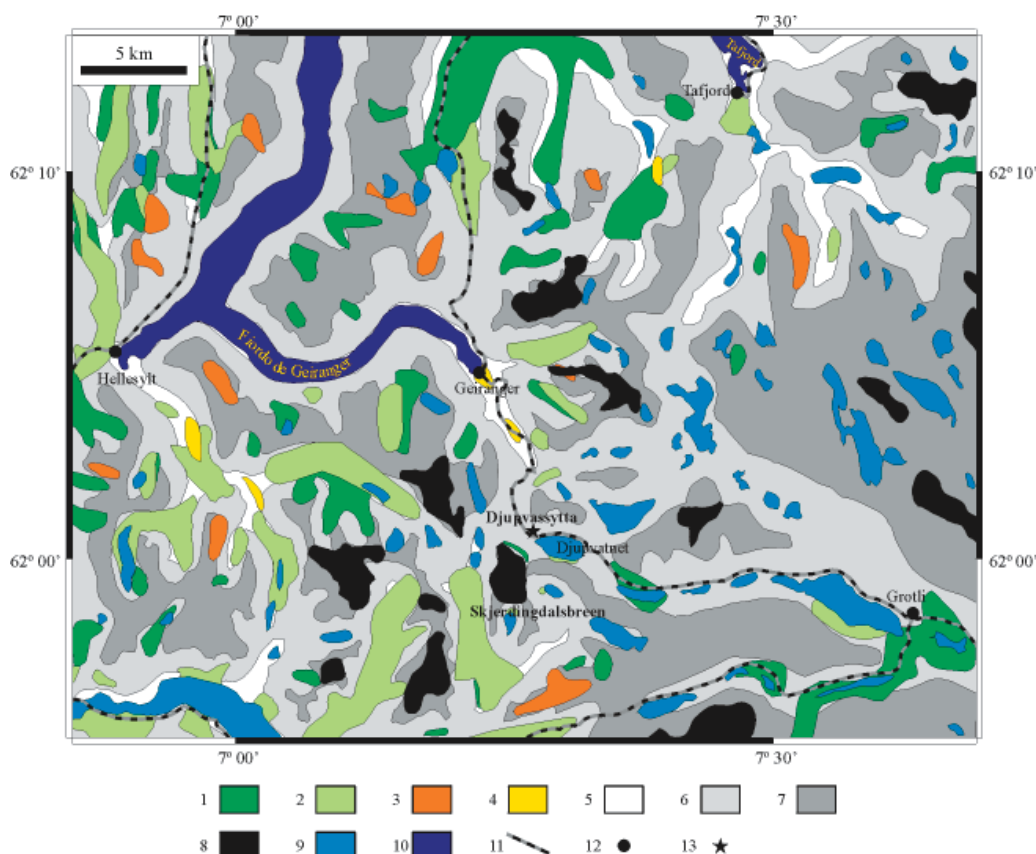 7º 00'
7º 30'
5 km
Tafjord
Tafjord
62º 10'
62º 10'
Fiordo de Geiranger
Hellesylt
Geiranger
Djupvassytta
Djupvatnet
62º 00'
62º 00'
Grotli
Skjerdingdalsbreen
7º 00'
7º 30'
1 2 3 4 5 6 7
8 9 10 11 12 13